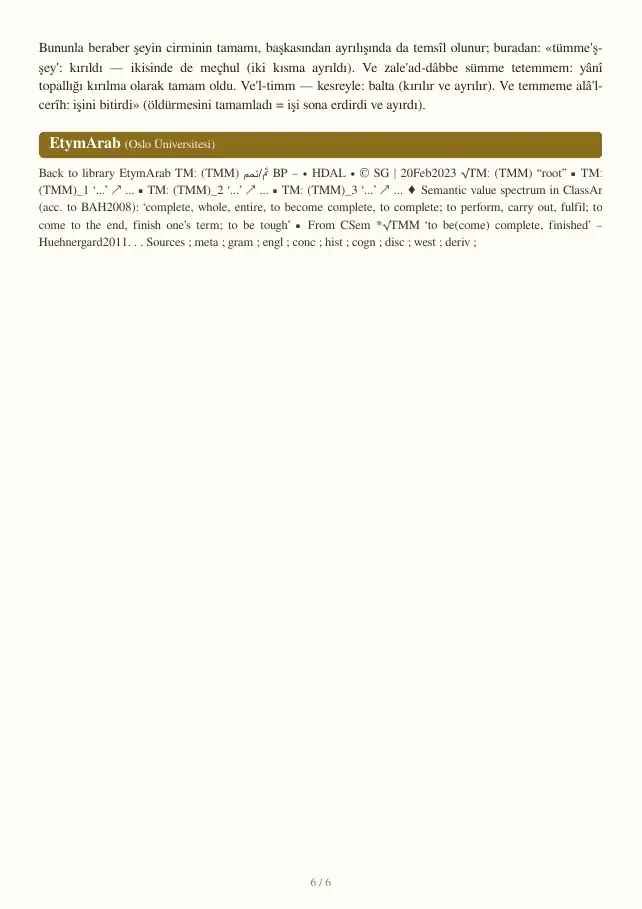 Bununla beraber şeyin cirminin tamamı, başkasından ayrılışında da temsîl olunur; buradan: «tümme'ş-
şey': kırıldı — ikisinde de meçhul (iki kısma ayrıldı). Ve zale'ad-dâbbe sümme tetemmem: yânî
topallığı kırılma olarak tamam oldu. Ve'l-timm — kesreyle: balta (kırılır ve ayrılır). Ve temmeme alâ'l-
cerîh: işini bitirdi» (öldürmesini tamamladı = işi sona erdirdi ve ayırdı).
EtymArab (Oslo Üniversitesi)
Back to library EtymArab TM: (TMM) تمّ/تمم BP – • HDAL • © SG | 20Feb2023 √TM: (TMM) “root” ▪ TM:
(TMM)_1 ‘...’ ↗ ... ▪ TM: (TMM)_2 ‘...’ ↗ ... ▪ TM: (TMM)_3 ‘...’ ↗ ... ♦ Semantic value spectrum in ClassAr
(acc. to BAH2008): ‘complete, whole, entire, to become complete, to complete; to perform, carry out, fulfil; to
come to the end, finish one’s term; to be tough’ ▪ From CSem *√TMM ‘to be(come) complete, finished’ –
Huehnergard2011. . . Sources ; meta ; gram ; engl ; conc ; hist ; cogn ; disc ; west ; deriv ;
6 / 6